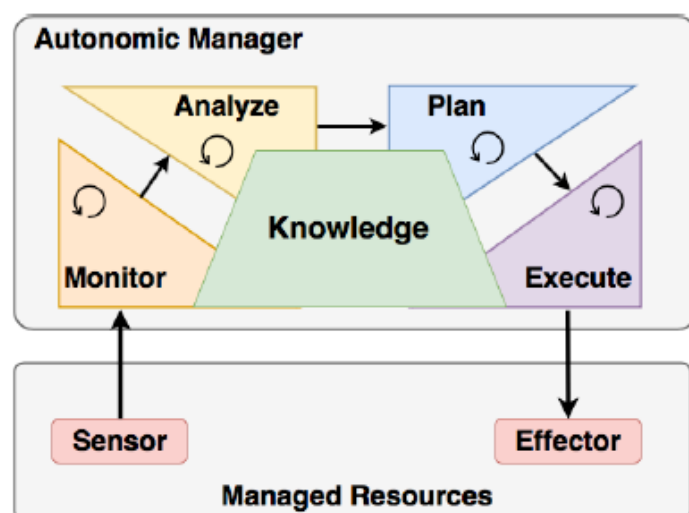 Autonomic Manager
Analyze
Plan
Knowledge
Monitor
Execute
Sensor
Effector
Managed Resources